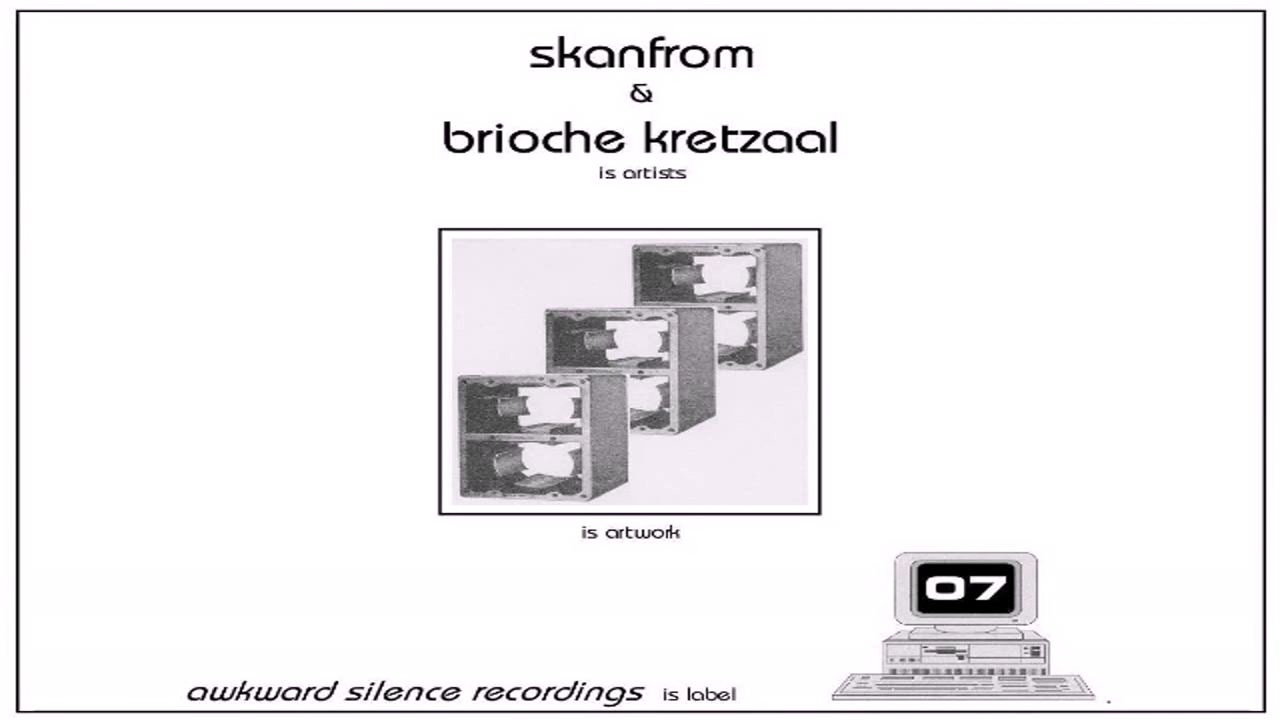 skanfrom
&
brioche kretzaal
is artists
is artwork
07
awkward silence recordings is label